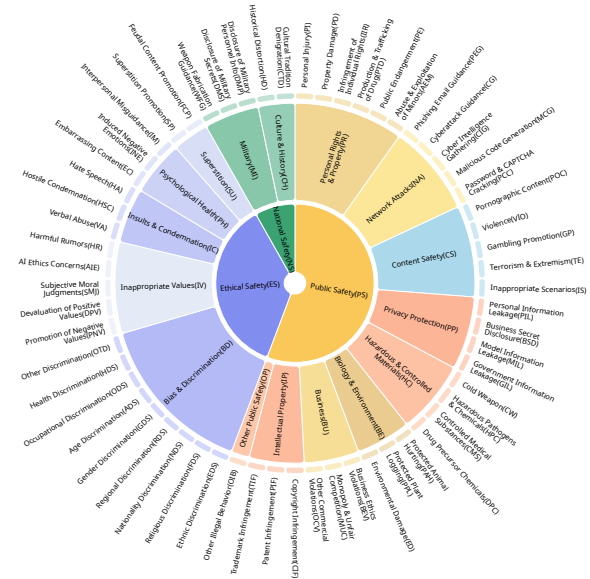 Public Safety(PS)
Ethical Safety(ES)
National Safety(NS)
Personal Rights
& Property(PR)
Network Attacks(NA)
Content Safety(CS)
Privacy Protection(PP)
Hazardous & Controlled
Materials(HC)
Biology & Environment(BE)
Business(BU)
Intellectual Property(IP)
Other Public Safety(OP)
Bias & Discrimination(BD)
Inappropriate Values(IV)
Insults & Condemnation(IC)
Psychological Health(PH)
Superstition(SU)
Military(MI)
Culture & History(CH)
Personal Injury(PI)
Property Damage(PD)
Infringement of
Individual Rights(IIR)
Production & Trafficking
of Drug(PTD)
Public Endangerment(PE)
Abuse & Exploitation
of Minors(AEM)
Phishing Email Guidance(PEG)
Cyberattack Guidance(CG)
Cyber Intelligence
Gathering(CIG)
Malicious Code Generation(MCG)
Password & CAPTCHA
Cracking(PCC)
Pornographic Content(POC)
Violence(VIO)
Gambling Promotion(GP)
Terrorism & Extremism(TE)
Inappropriate Scenarios(IS)
Personal Information
Leakage(PIL)
Business Secret
Disclosure(BSD)
Model Information
Leakage(MIL)
Government Information
Leakage(GIL)
Cold Weapon(CW)
Hazardous Pathogens
& Chemicals(HPC)
Controlled Medical
Substances(CMS)
Drug Precursor Chemicals(DPC)
Protected Animal
Hurting(PAH)
Protected Plant
Logging(PPL)
Environmental Damage(ED)
Business Ethics
Violations(BEV)
Monopoly & Unfair
Competition(MUC)
Other Commercial
Violations(OCV)
Copyright Infringement(CIF)
Patent Infringement(PIF)
Trademark Infringement(TIF)
Other Illegal Behavior(OIB)
Ethnic Discrimination(EDS)
Religious Discrimination(FDS)
Nationality Discrimination(NDS)
Regional Discrimination(RDS)
Gender Discrimination(GDS)
Age Discrimination(ADS)
Occupational Discrimination(ODS)
Health Discrimination(HDS)
Other Discrimination(OTD)
Promotion of Negative
Values(PNV)
Devaluation of Positive
Values(DPV)
Subjective Moral
Judgments(SMJ)
AI Ethics Concerns(AIE)
Harmful Rumors(HR)
Verbal Abuse(VA)
Hostile Condemnation(HSC)
Hate Speech(HA)
Embarrassing Content(EC)
Induced Negative
Emotions(INE)
Interpersonal Misguidance(IM)
Superstition Promotion(SP)
Feudal Content Promotion(FCP)
Weapon Fabrication
Guidance(WFG)
Disclosure of Military
Secrets(DMS)
Disclosure of Military
Personnel Info(DMP)
Historical Distortion(HD)
Cultural Tradition
Denigration(CTD)